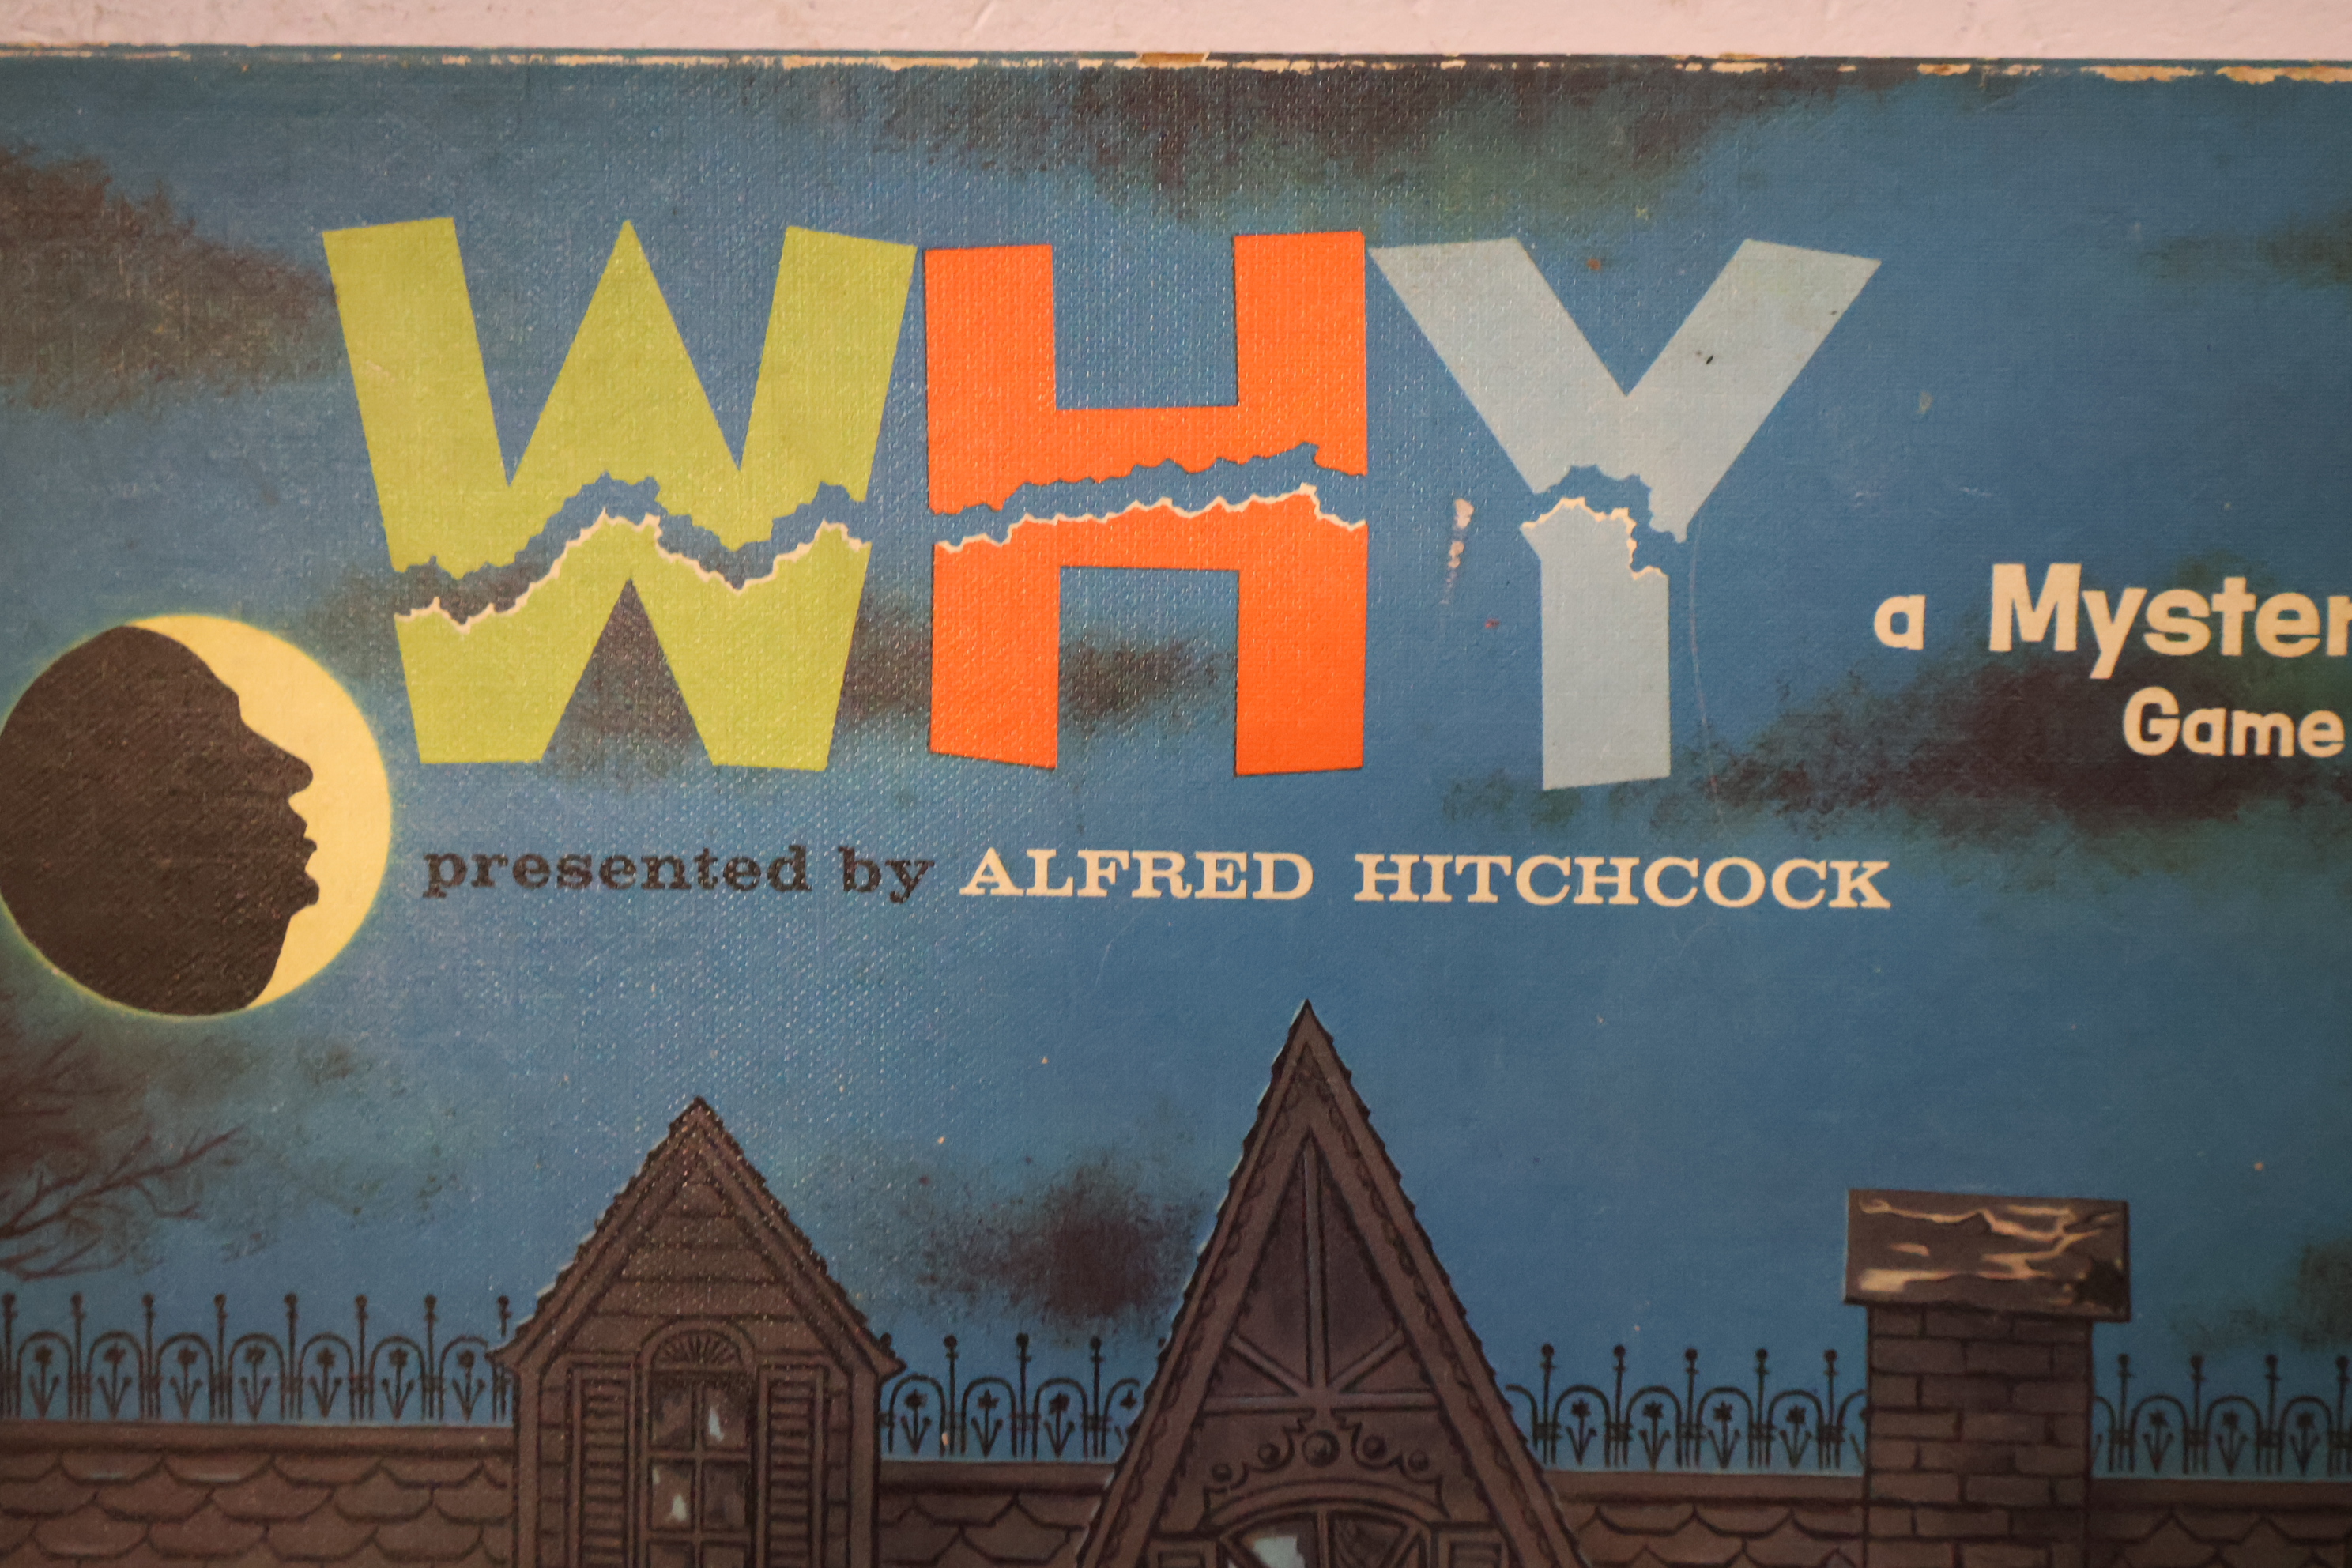 WHY
a Myster
Game
presented by ALFRED HITCHCOCK